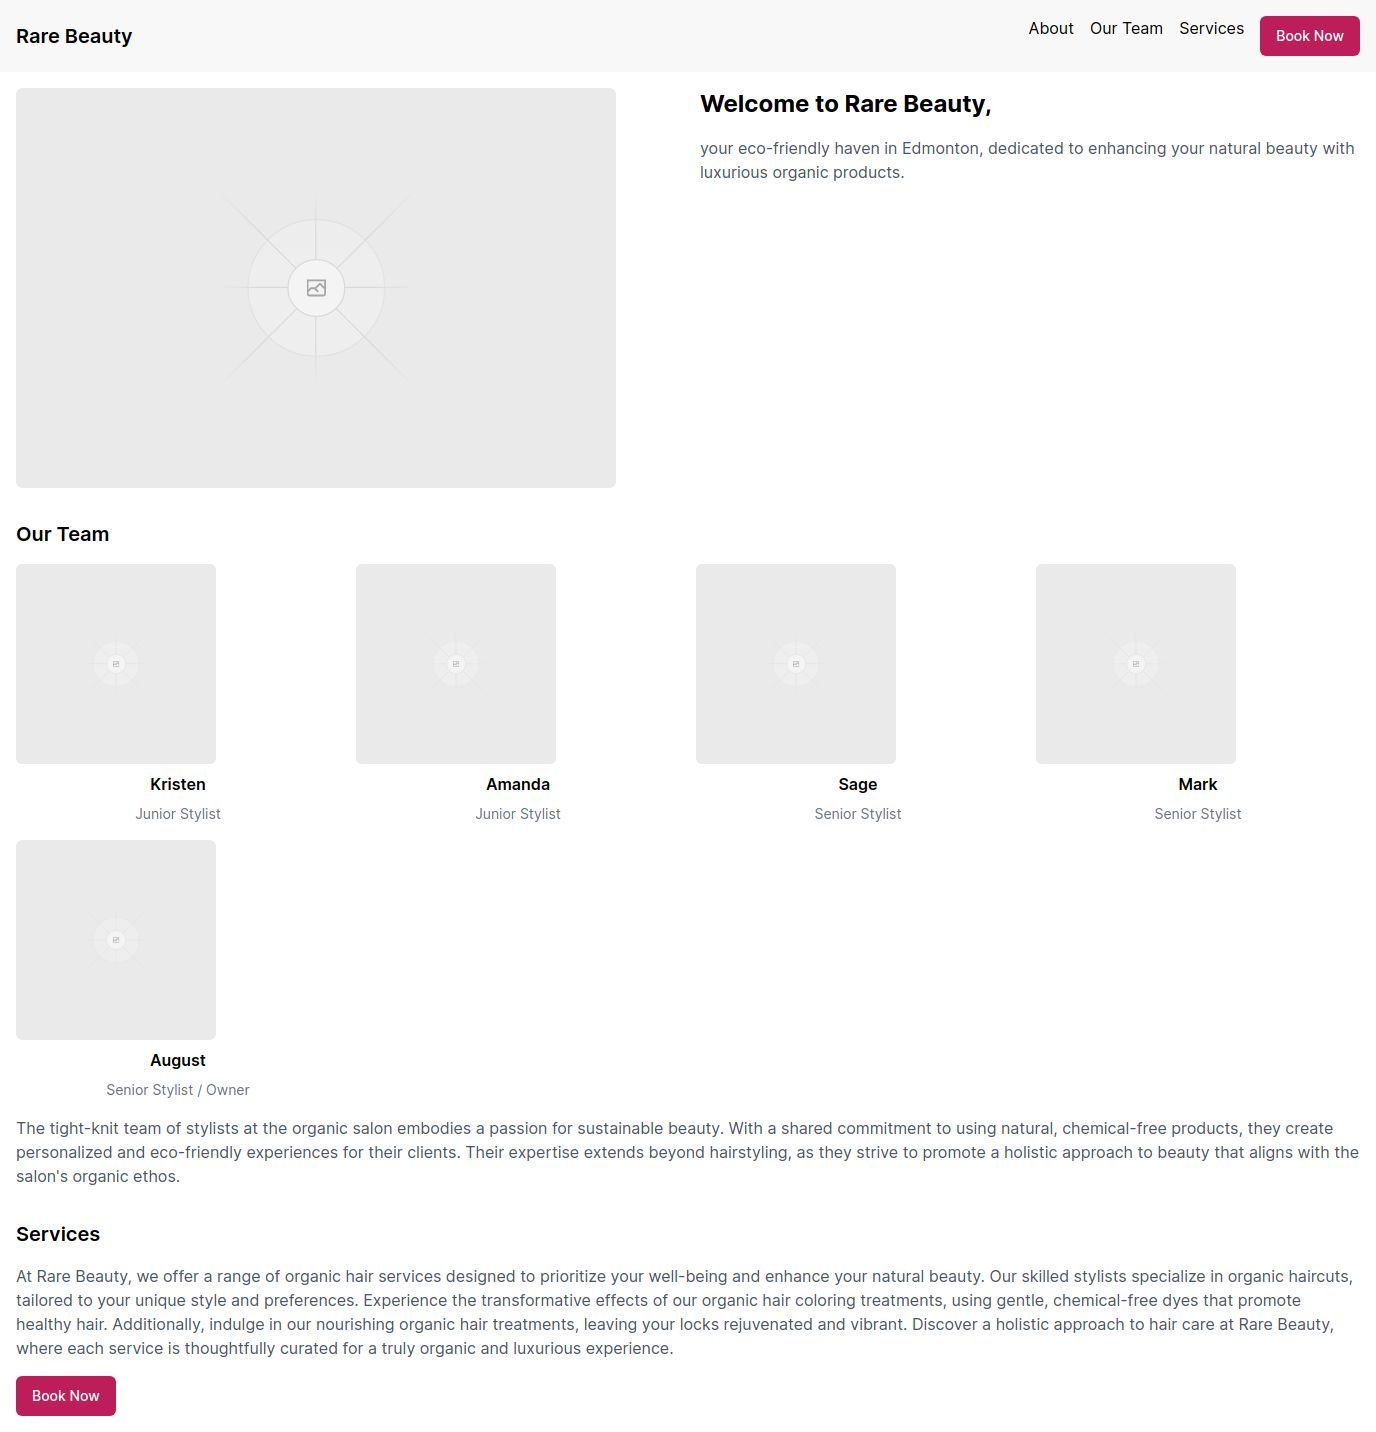 Rare Beauty
About
Our Team
Services
Book Now
Welcome to Rare Beauty,
your eco-friendly haven in Edmonton, dedicated to enhancing your natural beauty with
luxurious organic products.
Our Team
Kristen
Junior Stylist
Amanda
Junior Stylist
Sage
Senior Stylist
Mark
Senior Stylist
August
Senior Stylist / Owner
The tight-knit team of stylists at the organic salon embodies a passion for sustainable beauty. With a shared commitment to using natural, chemical-free products, they create
personalized and eco-friendly experiences for their clients. Their expertise extends beyond hairstyling, as they strive to promote a holistic approach to beauty that aligns with the
salon's organic ethos.
Services
At Rare Beauty, we offer a range of organic hair services designed to prioritize your well-being and enhance your natural beauty. Our skilled stylists specialize in organic haircuts,
tailored to your unique style and preferences. Experience the transformative effects of our organic hair coloring treatments, using gentle, chemical-free dyes that promote
healthy hair. Additionally, indulge in our nourishing organic hair treatments, leaving your locks rejuvenated and vibrant. Discover a holistic approach to hair care at Rare Beauty,
where each service is thoughtfully curated for a truly organic and luxurious experience.
Book Now